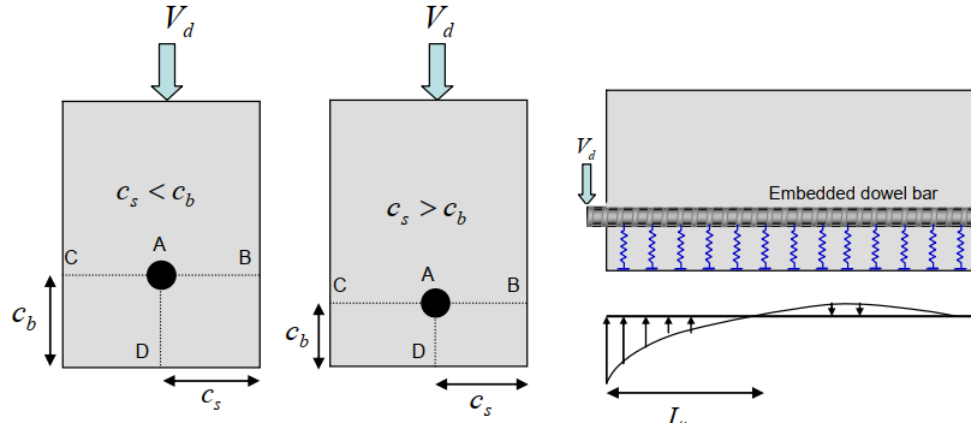 V_d
c_s < c_b
A
C
B
c_b
D
c_s
V_d
c_s > c_b
A
C
B
c_b
D
c_s
V_d
Embedded dowel bar